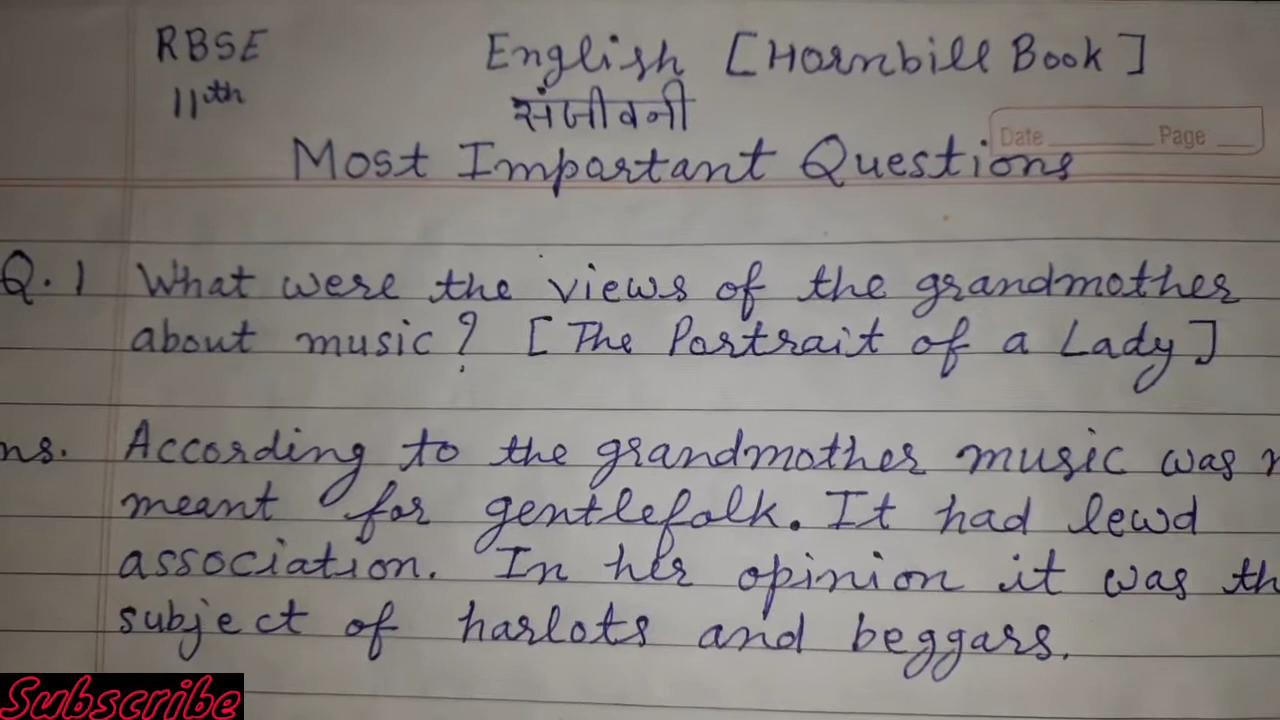 RBSE English [Hornbill Book]
11th संजीवनी
Date Page
Most Important Questions
Q. 1 What were the views of the grandmother
about music? [The Portrait of a Lady]
ns. According to the grandmother music was
meant for gentlefolk. It had lewd
association. In her opinion it was th
subject of harlots and beggars.
Subscribe